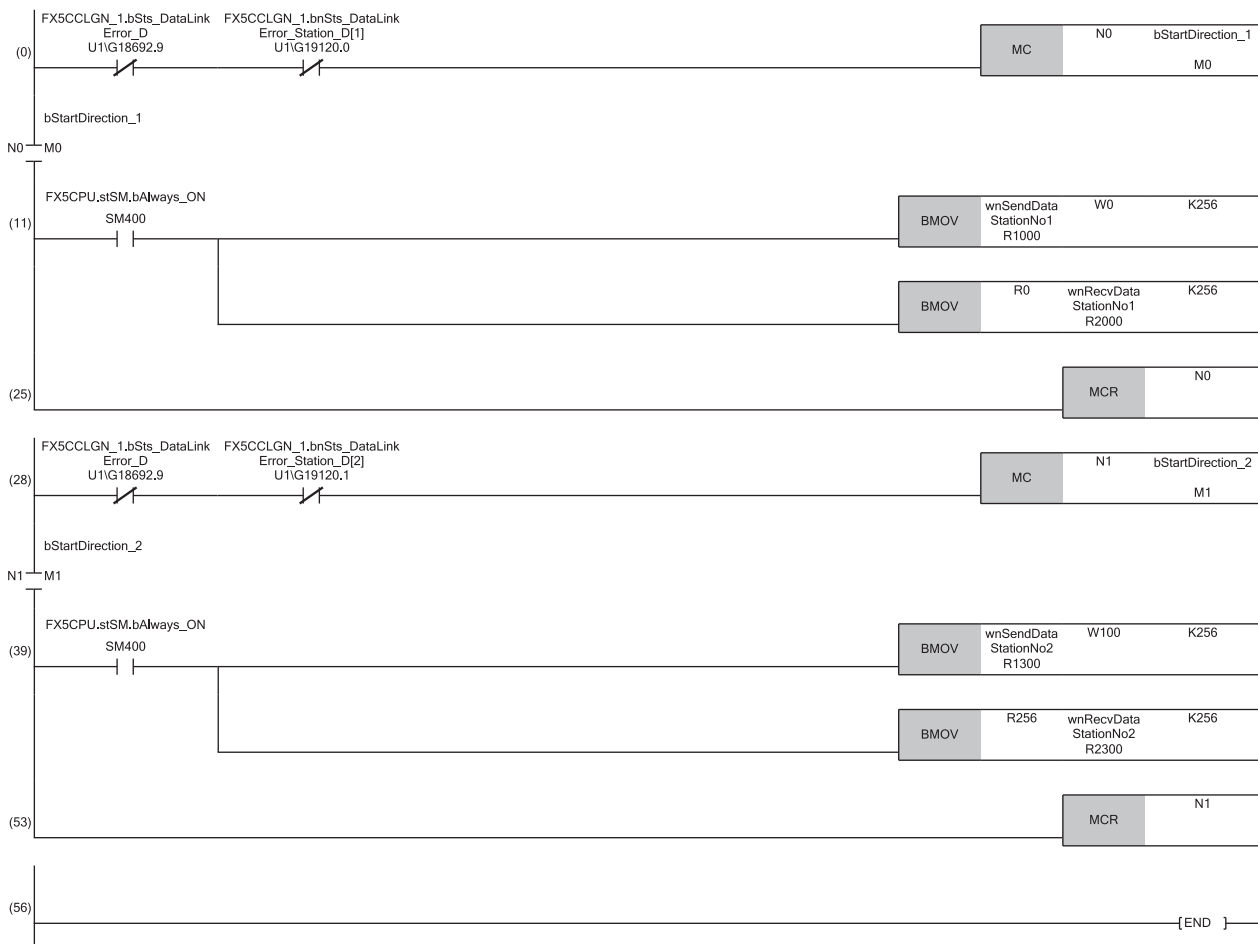 FX5CCLGN_1.bSts_DataLink FX5CCLGN_1.bnSts_DataLink
Error_D Error_Station_D[1]
(0) U1\G18692.9 U1\G19120.0 MC N0 bStartDirection_1
M0
bStartDirection_1
N0 M0
FX5CPU.stSM.bAlways_ON
(11) SM400 BMOV wnSendData W0 K256
StationNo1
R1000
BMOV R0 wnRecvData K256
StationNo1
R2000
(25) MCR N0
FX5CCLGN_1.bSts_DataLink FX5CCLGN_1.bnSts_DataLink
Error_D Error_Station_D[2]
(28) U1\G18692.9 U1\G19120.1 MC N1 bStartDirection_2
M1
bStartDirection_2
N1 M1
FX5CPU.stSM.bAlways_ON
(39) SM400 BMOV wnSendData W100 K256
StationNo2
R1300
BMOV R256 wnRecvData K256
StationNo2
R2300
(53) MCR N1
(56) [END ]